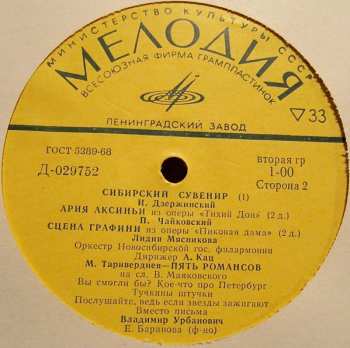 МИНИСТЕРСТВО КУЛЬТУРЫ СССР
МЕЛОДИЯ
ВСЕСОЮЗНАЯ ФИРМА ГРАМПЛАСТИНОК
▽33
ЛЕНИНГРАДСКИЙ ЗАВОД
ГОСТ 5289-68
Д-029752
вторая гр
1-00
Сторона 2
СИБИРСКИЙ СУВЕНИР (1)
И. Дзержинский
АРИЯ АКСИНЬИ из оперы «Тихий Дон» (2 д.)
П. Чайковский
СЦЕНА ГРАФИНИ из оперы «Пиковая дама» (2 д.)
Лидия Мясникова
Оркестр Новосибирской гос. филармонии
Дирижер А. Кац
М. Таривердиев—ПЯТЬ РОМАНСОВ
на сл. В. Маяковского
Вы смогли бы? Кое-что про Петербург
Тучкины штучки
Послушайте, ведь если звезды зажигают
Вместо письма
Владимир Урбанович
Е. Баранова (ф-но)